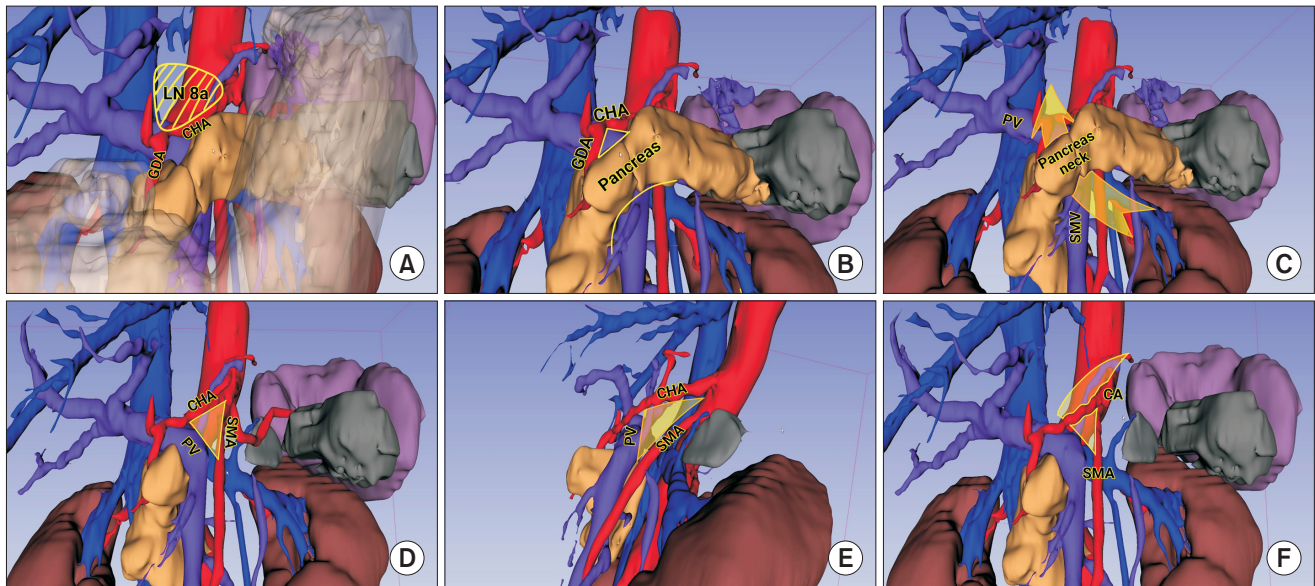 LN 8a
CHA
GDA
A
CHA
GDA
Pancreas
B
PV
Pancreas
neck
SMV
C
CHA
SMA
PV
D
CHA
PV
SMA
E
CA
SMA
F